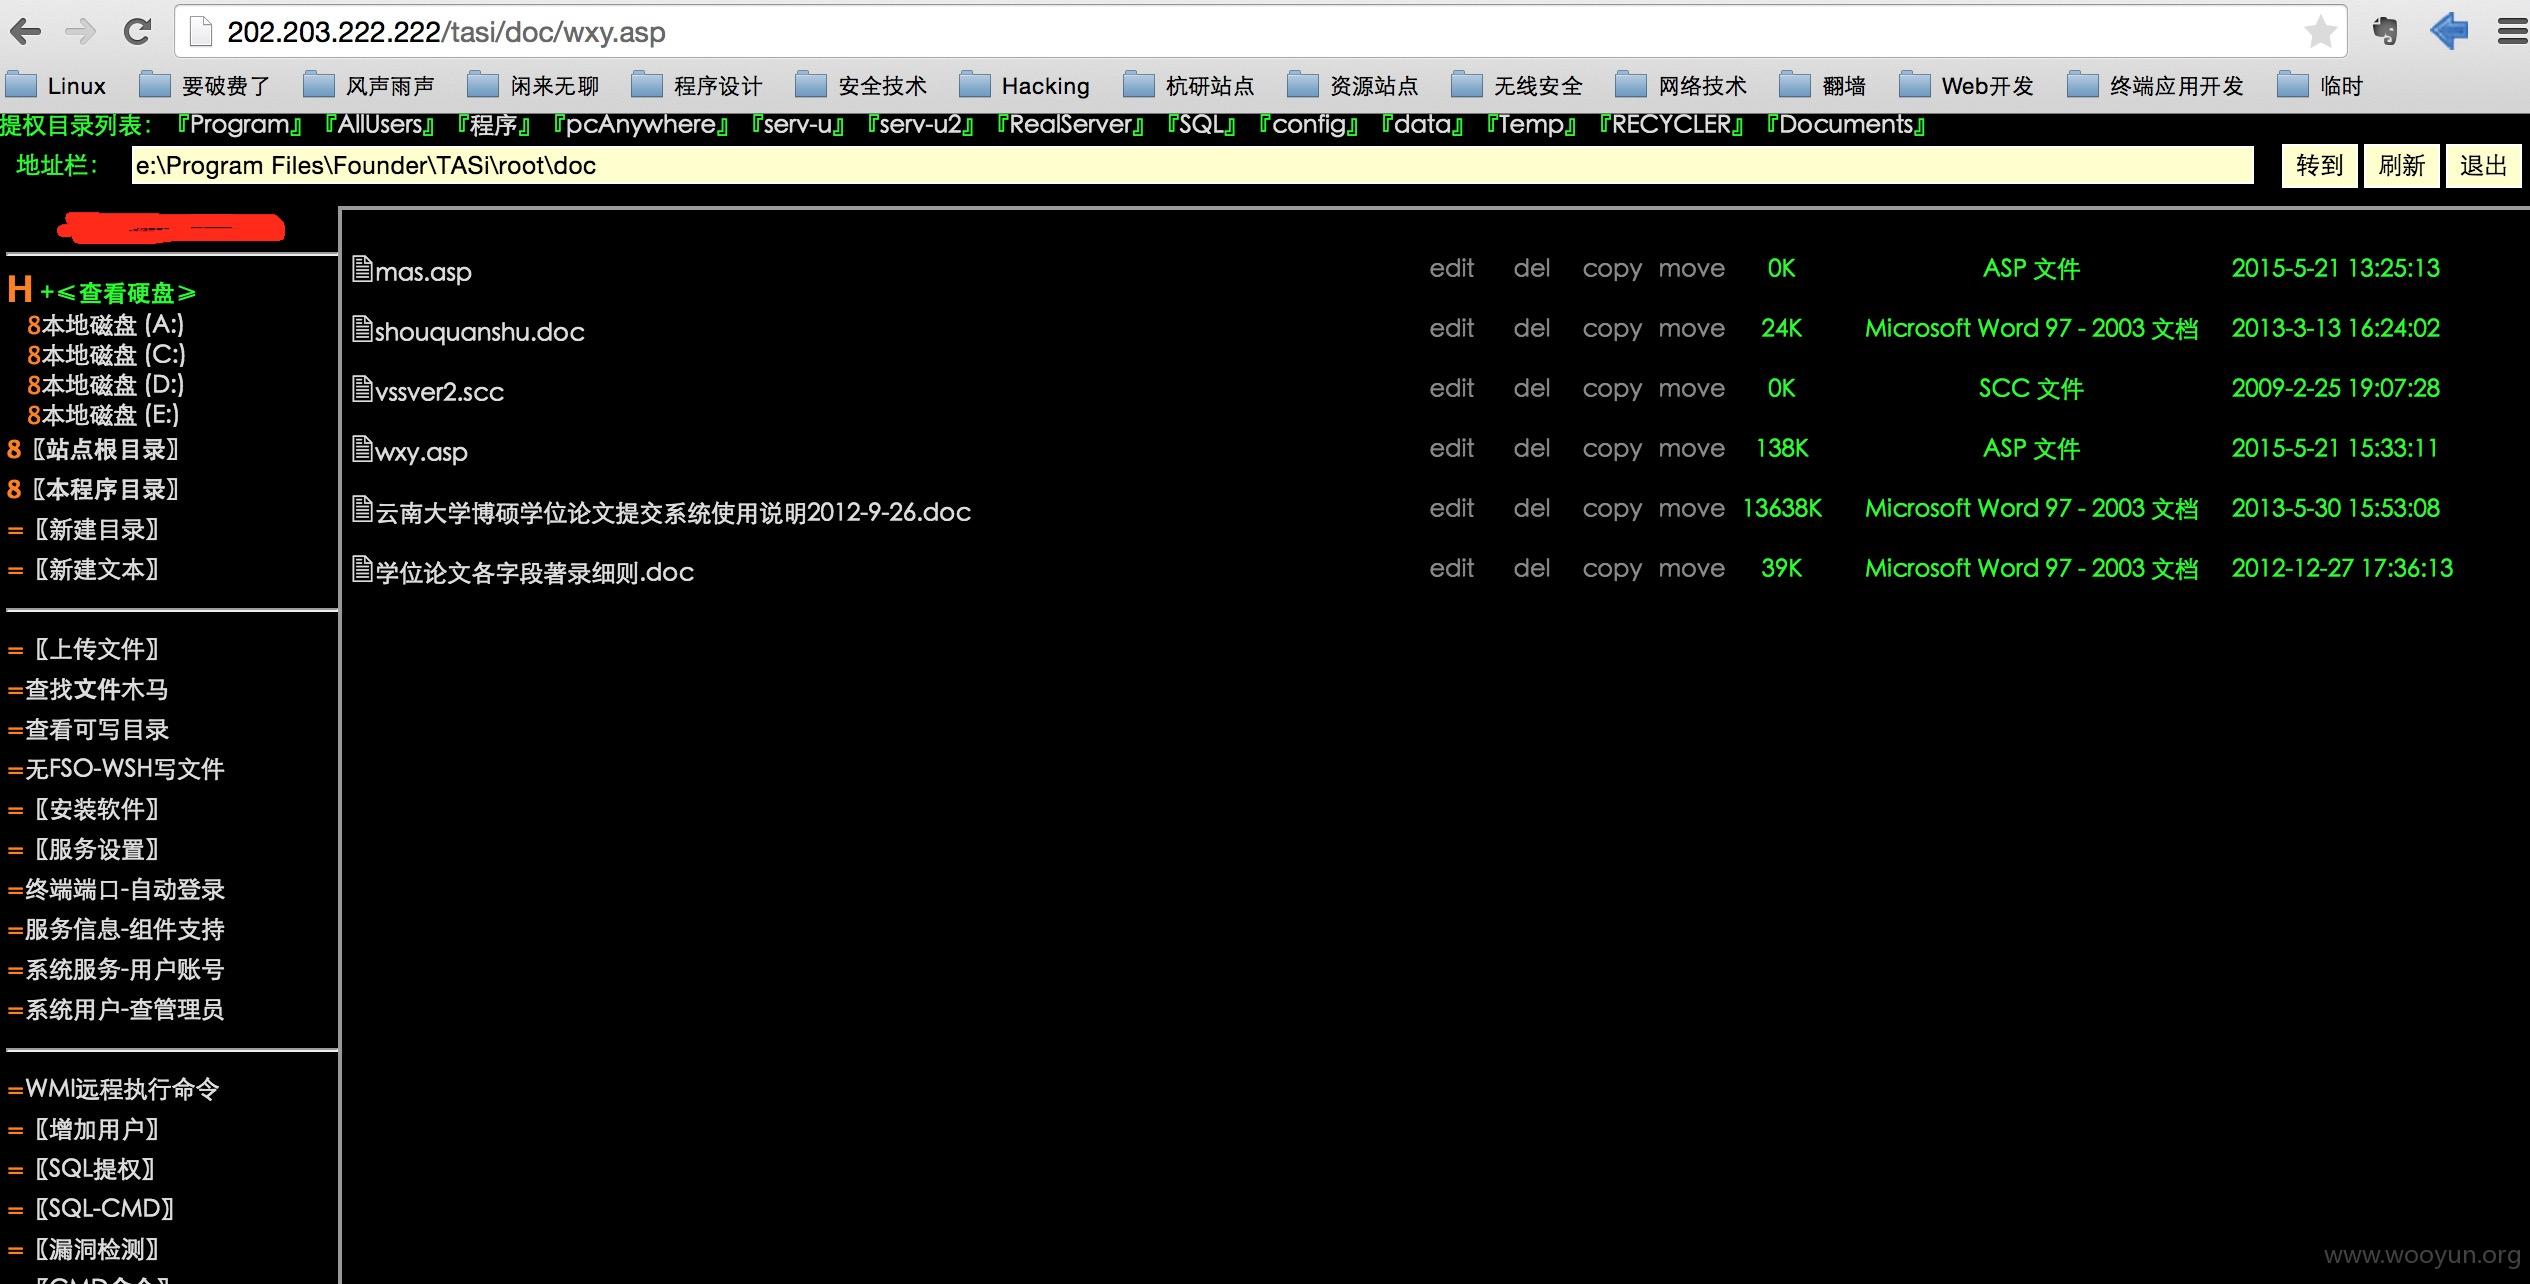 202.203.222.222/tasi/doc/wxy.asp
Linux 要破费了 风声雨声 闲来无聊 程序设计 安全技术 Hacking 杭研站点 资源站点 无线安全 网络技术 翻墙 Web开发 终端应用开发 临时
提权目录列表: 『Program』 『AllUsers』 『程序』 『pcAnywhere』 『serv-u』 『serv-u2』 『RealServer』 『SQL』 『config』 『data』 『Temp』 『RECYCLER』 『Documents』
地址栏: e:\Program Files\Founder\TASi\root\doc 转到 刷新 退出
H +≤查看硬盘≥
8本地磁盘 (A:)
8本地磁盘 (C:)
8本地磁盘 (D:)
8本地磁盘 (E:)
8〖站点根目录〗
8〖本程序目录〗
=〖新建目录〗
=〖新建文本〗
=〖上传文件〗
=查找文件木马
=查看可写目录
=无FSO-WSH写文件
=〖安装软件〗
=〖服务设置〗
=终端端口-自动登录
=服务信息-组件支持
=系统服务-用户账号
=系统用户-查管理员
=WMI远程执行命令
=〖增加用户〗
=〖SQL提权〗
=〖SQL-CMD〗
=〖漏洞检测〗
mas.asp edit del copy move 0K ASP 文件 2015-5-21 13:25:13
shouquanshu.doc edit del copy move 24K Microsoft Word 97 - 2003 文档 2013-3-13 16:24:02
vssver2.scc edit del copy move 0K SCC 文件 2009-2-25 19:07:28
wxy.asp edit del copy move 138K ASP 文件 2015-5-21 15:33:11
云南大学博硕学位论文提交系统使用说明2012-9-26.doc edit del copy move 13638K Microsoft Word 97 - 2003 文档 2013-5-30 15:53:08
学位论文各字段著录细则.doc edit del copy move 39K Microsoft Word 97 - 2003 文档 2012-12-27 17:36:13
www.wooyun.org